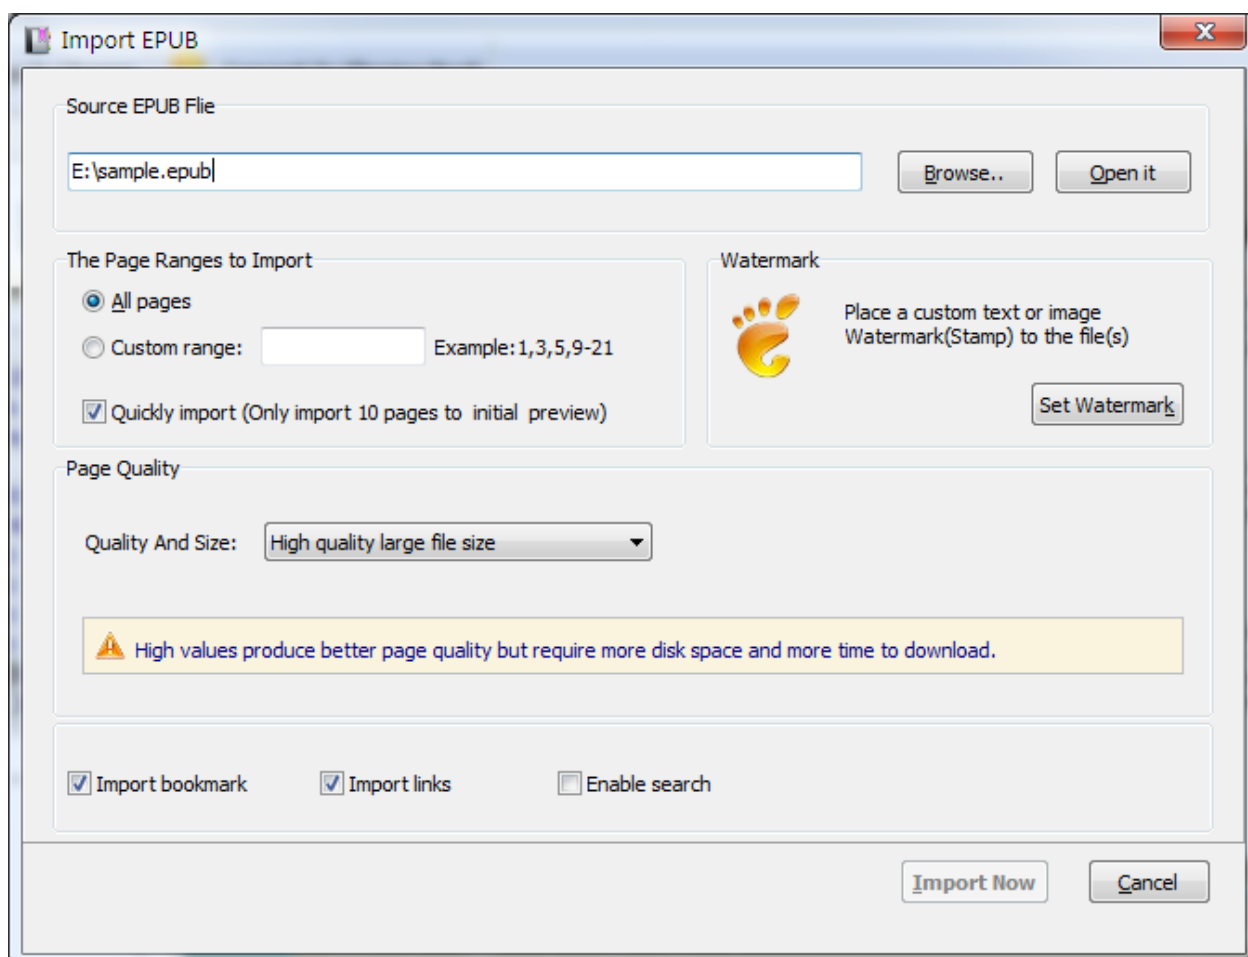 Import EPUB
Source EPUB Flie
E:\sample.epub
Browse..
Open it
The Page Ranges to Import
All pages
Custom range: Example:1,3,5,9-21
Quickly import (Only import 10 pages to initial preview)
Watermark
Place a custom text or image
Watermark(Stamp) to the file(s)
Set Watermark
Page Quality
Quality And Size: High quality large file size
High values produce better page quality but require more disk space and more time to download.
Import bookmark Import links Enable search
Import Now Cancel